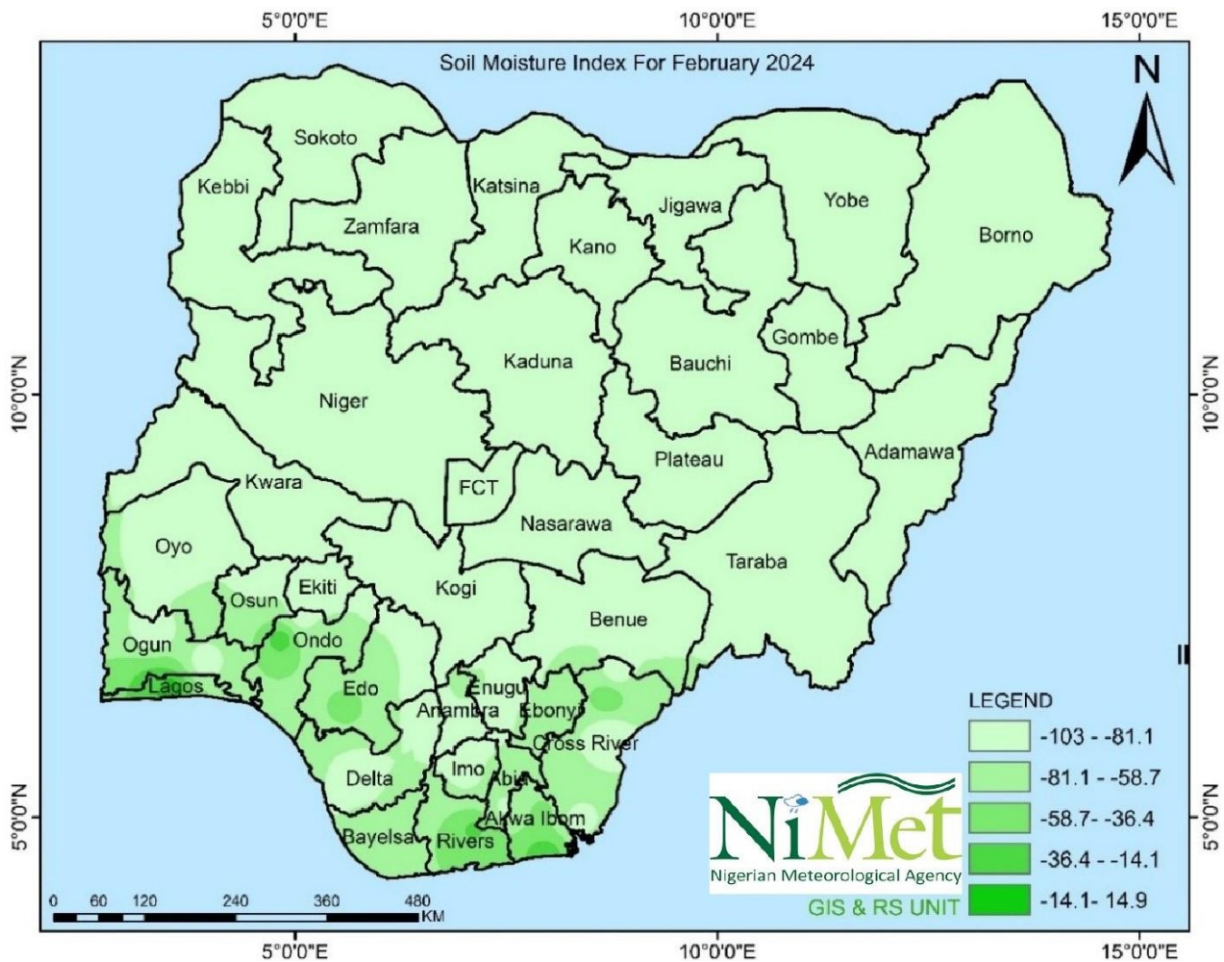 5°0'0"E 10°0'0"E 15°0'0"E
Soil Moisture Index For February 2024
N
Sokoto
Kebbi
Katsina
Zamfara
Jigawa
Yobe
Kano
Borno
Gombe
Kaduna
Bauchi
10°0'0"N
10°0'0"N
Niger
Adamawa
Plateau
Kwara
FCT
Nasarawa
Oyo
Taraba
Ekiti
Kogi
Osun
Benue
Ogun
Ondo
Lagos
Edo
Enugu
Anambra
Ebonyi
Cross River
Imo
Abia
Delta
Akwa Ibom
Bayelsa
Rivers
5°0'0"N
5°0'0"N
LEGEND
-103 - -81.1
-81.1 - -58.7
-58.7 - -36.4
-36.4 - -14.1
-14.1- 14.9
NiMet
Nigerian Meteorological Agency
GIS & RS UNIT
0 60 120 240 360 480
KM
5°0'0"E 10°0'0"E 15°0'0"E